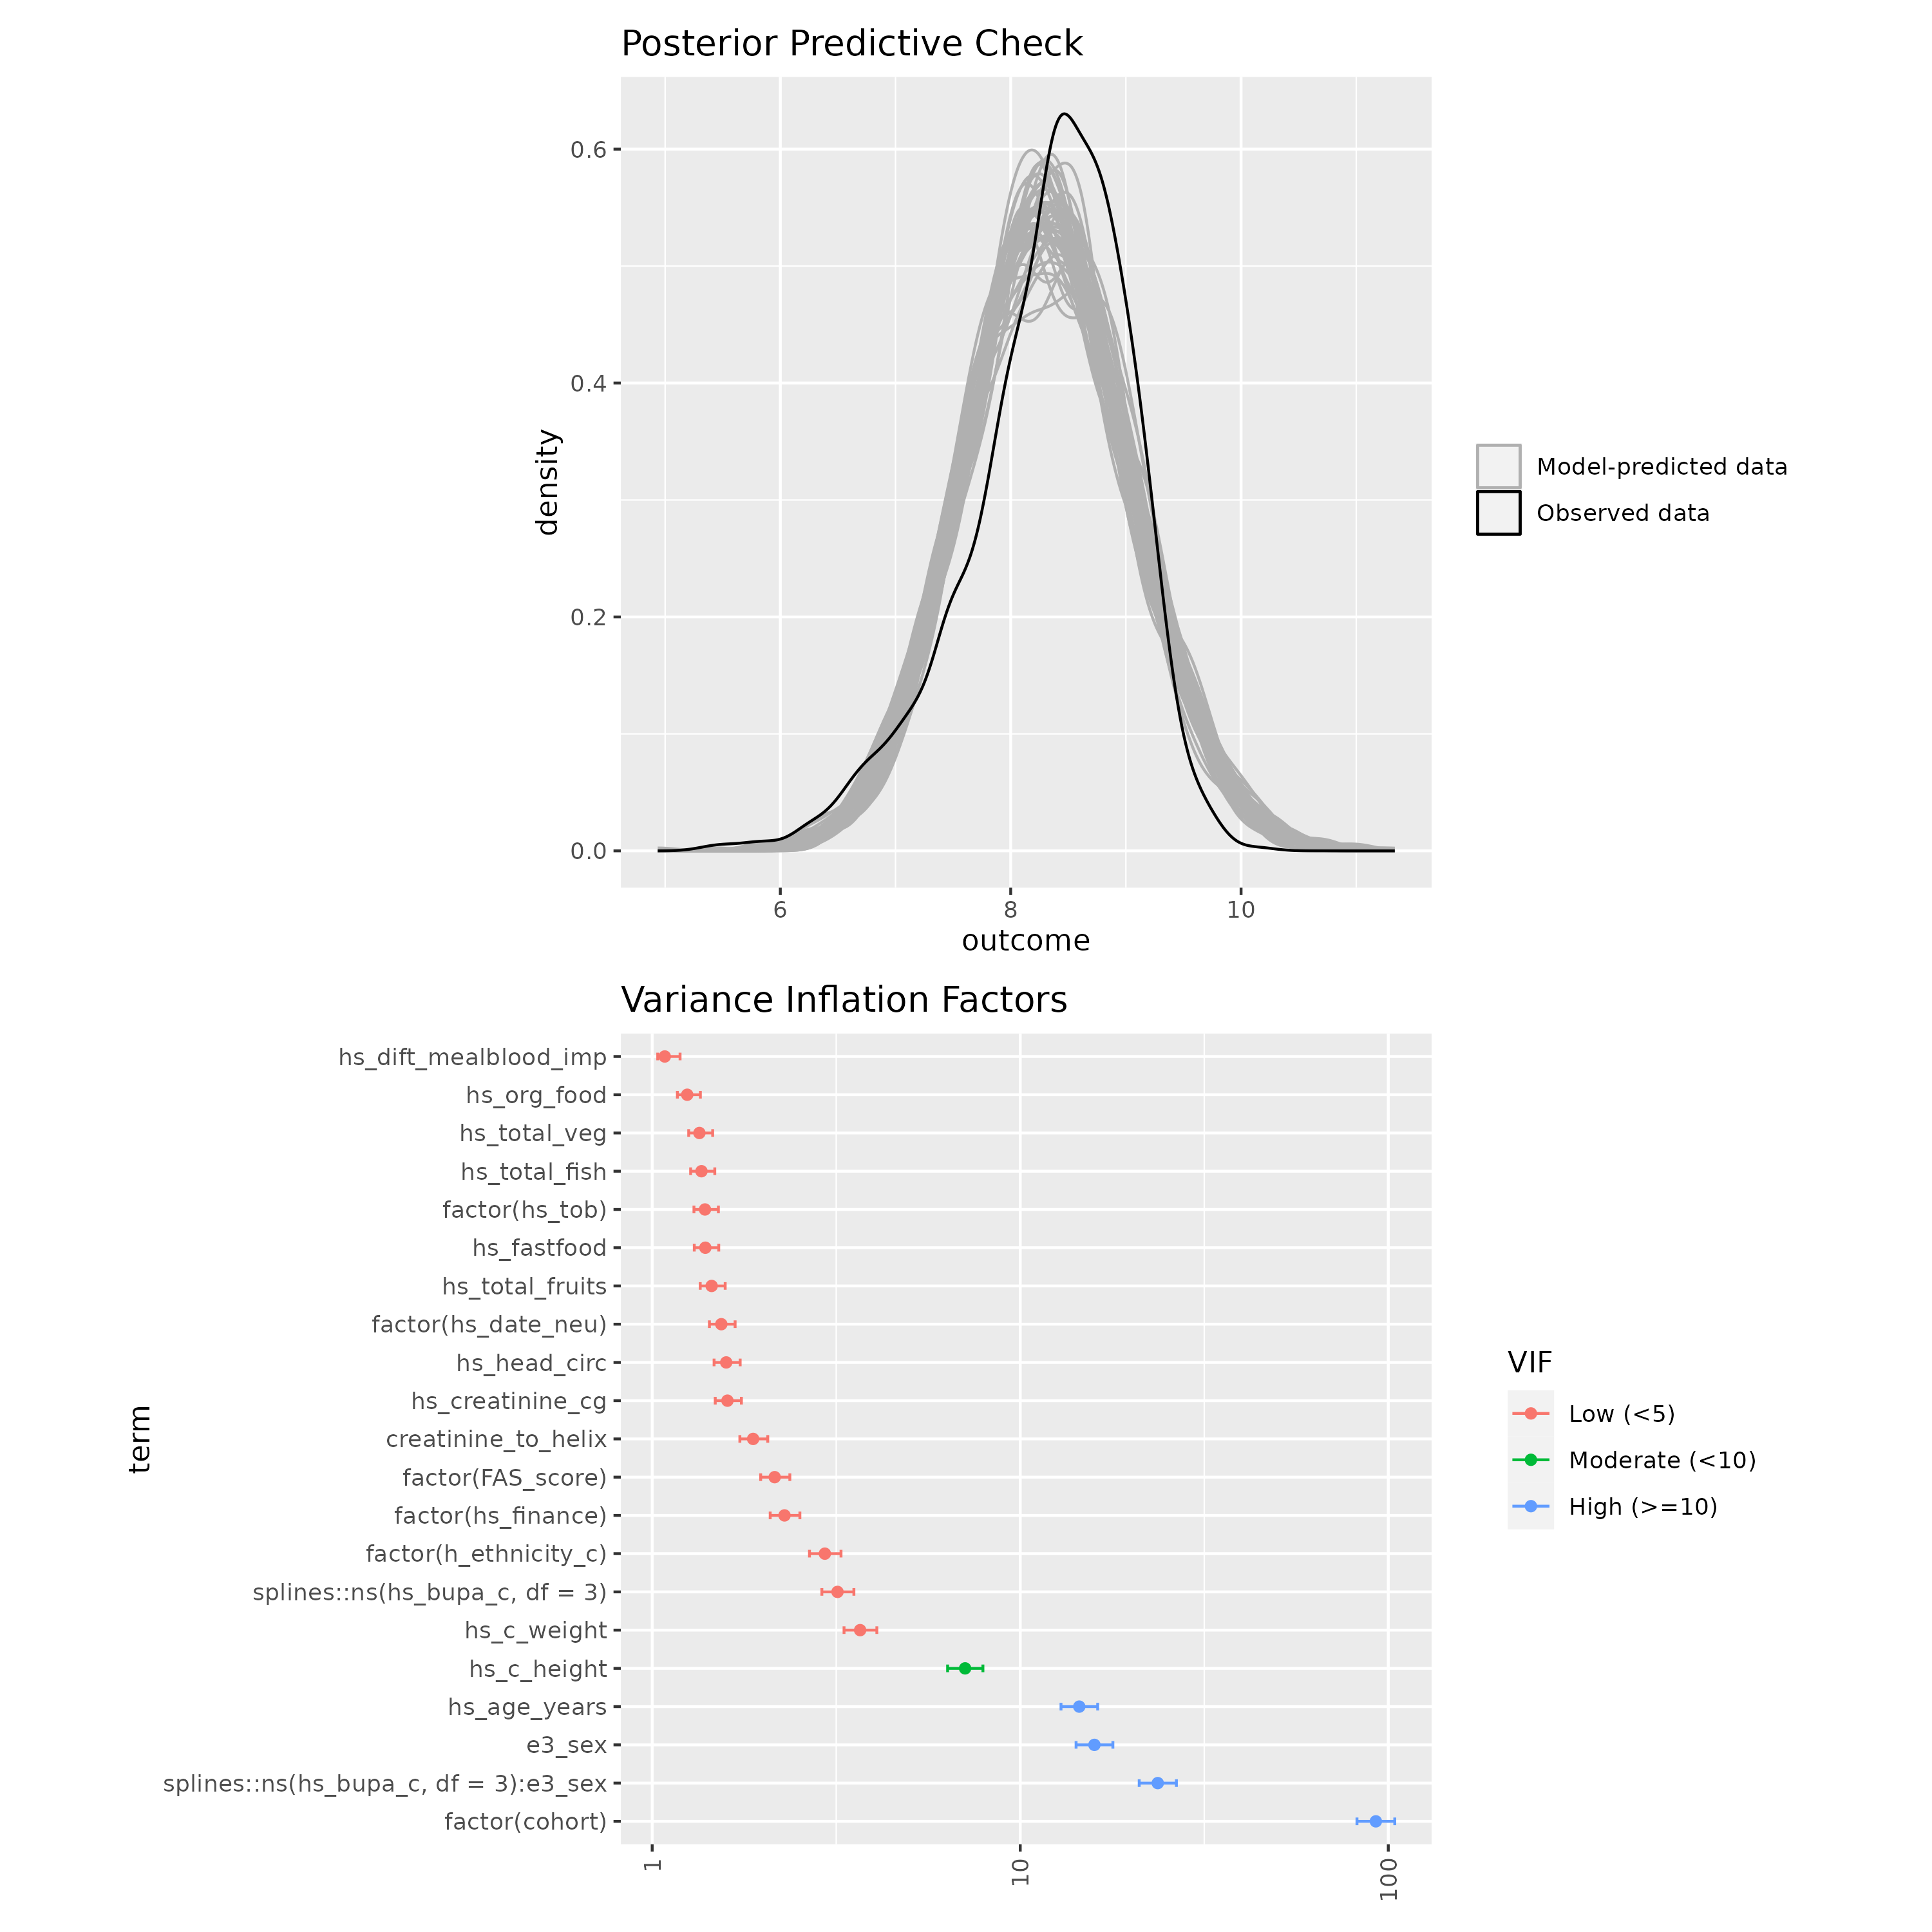 Posterior Predictive Check
0.6
0.4
0.2
0.0
density
6
8
10
outcome
Model-predicted data
Observed data
Variance Inflation Factors
term
hs_dift_mealblood_imp
hs_org_food
hs_total_veg
hs_total_fish
factor(hs_tob)
hs_fastfood
hs_total_fruits
factor(hs_date_neu)
hs_head_circ
hs_creatinine_cg
creatinine_to_helix
factor(FAS_score)
factor(hs_finance)
factor(h_ethnicity_c)
splines::ns(hs_bupa_c, df = 3)
hs_c_weight
hs_c_height
hs_age_years
e3_sex
splines::ns(hs_bupa_c, df = 3):e3_sex
factor(cohort)
1
10
100
VIF
Low (<5)
Moderate (<10)
High (>=10)